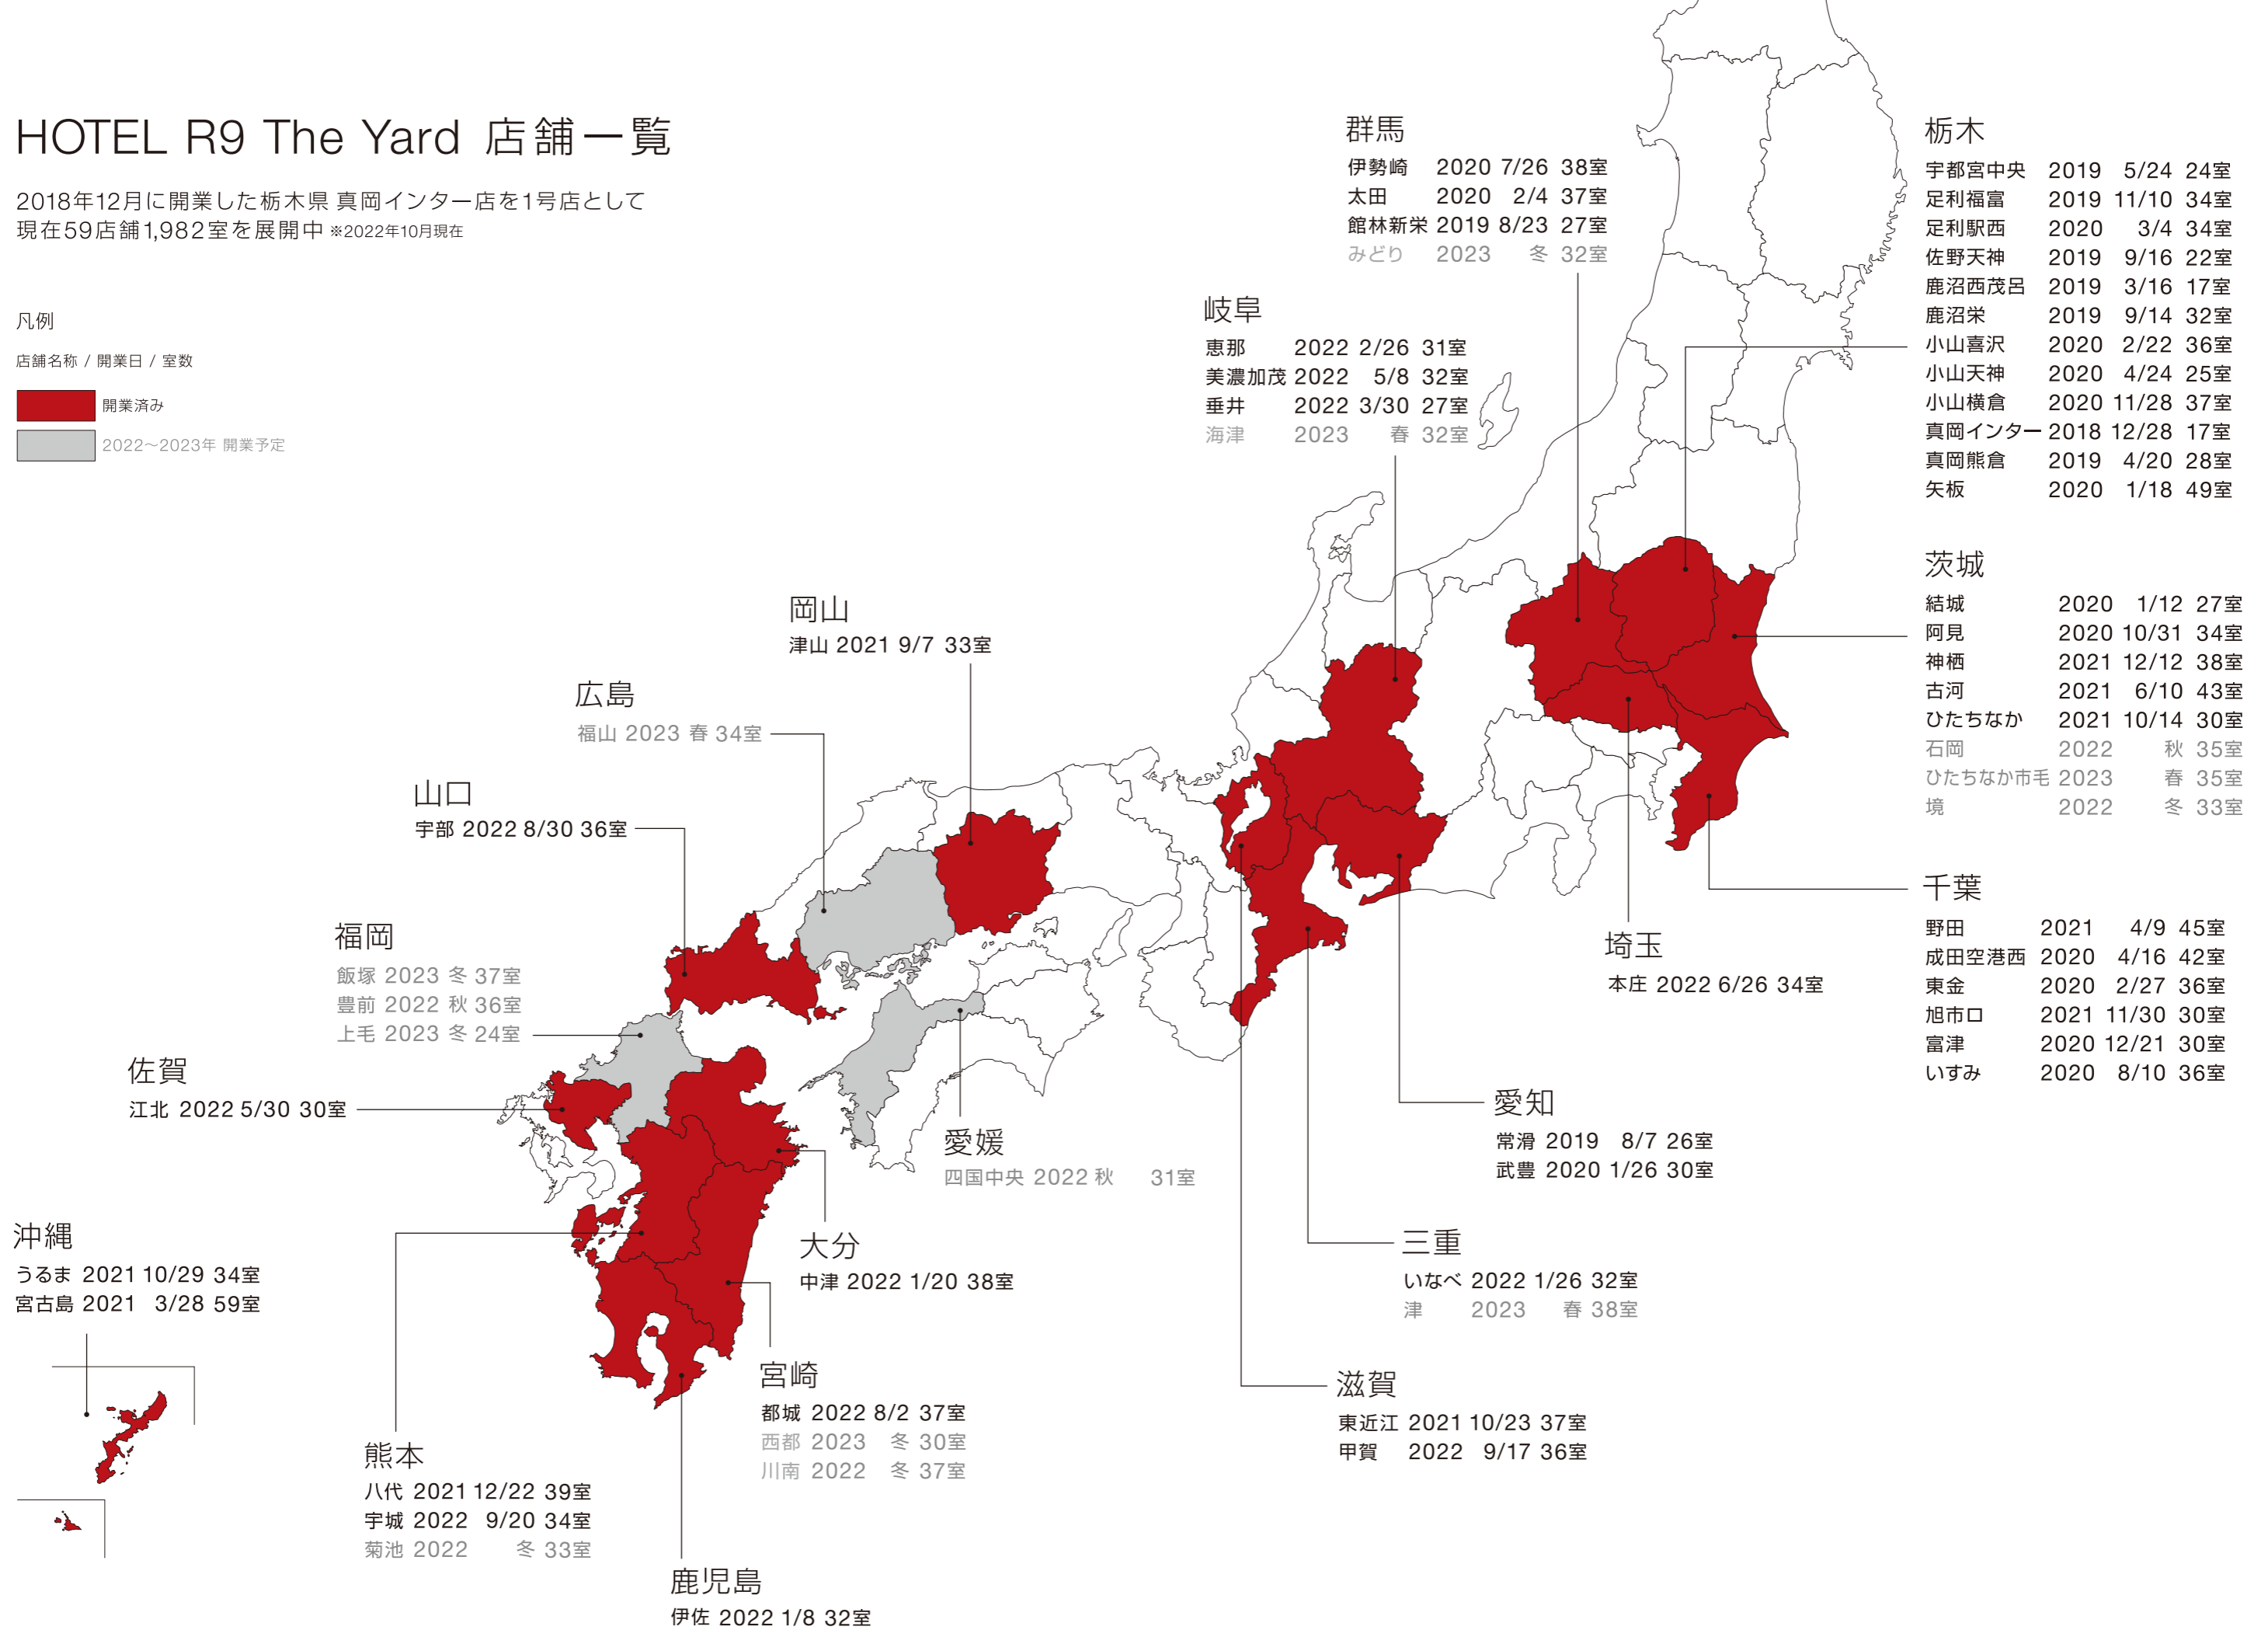 HOTEL R9 The Yard 店舗一覧
2018年12月に開業した栃木県 真岡インター店を1号店として
現在59店舗1,982室を展開中 ※2022年10月現在
凡例
店舗名称 / 開業日 / 室数
開業済み
2022〜2023年 開業予定
群馬
伊勢崎 2020 7/26 38室
太田 2020 2/4 37室
館林新栄 2019 8/23 27室
みどり 2023 冬 32室
栃木
宇都宮中央 2019 5/24 24室
足利福富 2019 11/10 34室
足利駅西 2020 3/4 34室
佐野天神 2019 9/16 22室
鹿沼西茂呂 2019 3/16 17室
鹿沼栄 2019 9/14 32室
小山喜沢 2020 2/22 36室
小山天神 2020 4/24 25室
小山横倉 2020 11/28 37室
真岡インター 2018 12/28 17室
真岡熊倉 2019 4/20 28室
矢板 2020 1/18 49室
岐阜
恵那 2022 2/26 31室
美濃加茂 2022 5/8 32室
垂井 2022 3/30 27室
海津 2023 春 32室
茨城
結城 2020 1/12 27室
阿見 2020 10/31 34室
神栖 2021 12/12 38室
古河 2021 6/10 43室
ひたちなか 2021 10/14 30室
石岡 2022 秋 35室
ひたちなか市毛 2023 春 35室
境 2022 冬 33室
岡山
津山 2021 9/7 33室
広島
福山 2023 春 34室
山口
宇部 2022 8/30 36室
千葉
野田 2021 4/9 45室
成田空港西 2020 4/16 42室
東金 2020 2/27 36室
旭市口 2021 11/30 30室
富津 2020 12/21 30室
いすみ 2020 8/10 36室
福岡
飯塚 2023 冬 37室
豊前 2022 秋 36室
上毛 2023 冬 24室
埼玉
本庄 2022 6/26 34室
佐賀
江北 2022 5/30 30室
愛知
常滑 2019 8/7 26室
武豊 2020 1/26 30室
愛媛
四国中央 2022 秋 31室
沖縄
うるま 2021 10/29 34室
宮古島 2021 3/28 59室
大分
中津 2022 1/20 38室
三重
いなべ 2022 1/26 32室
津 2023 春 38室
宮崎
都城 2022 8/2 37室
西都 2023 冬 30室
川南 2022 冬 37室
滋賀
東近江 2021 10/23 37室
甲賀 2022 9/17 36室
熊本
八代 2021 12/22 39室
宇城 2022 9/20 34室
菊池 2022 冬 33室
鹿児島
伊佐 2022 1/8 32室